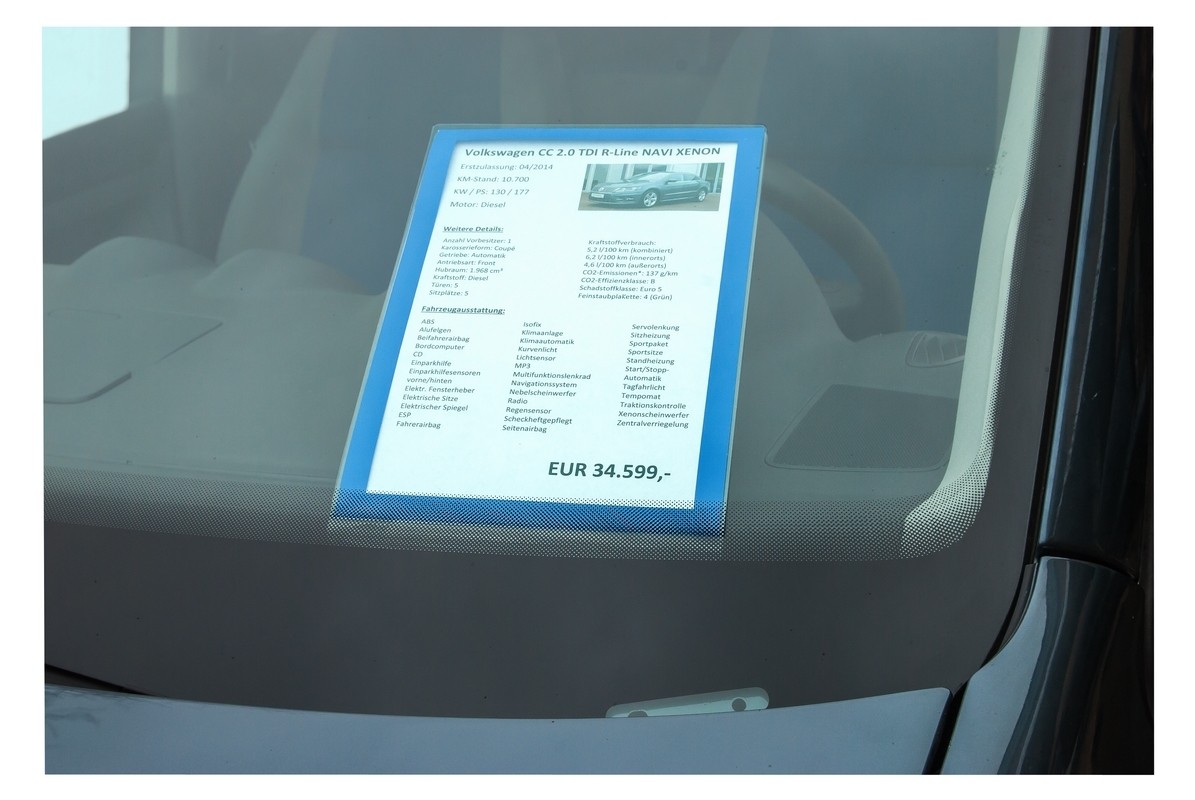 Volkswagen CC 2.0 TDI R-Line NAVI XENON
Erstzulassung: 04/2014
KM-Stand: 10.700
KW / PS: 130 / 177
Motor: Diesel
Weitere Details:
Anzahl Vorbesitzer: 1
Karosserieform: Coupé
Getriebe: Automatik
Antriebsart: Front
Hubraum: 1.968 cm³
Kraftstoff: Diesel
Türen: 5
Sitzplätze: 5
Kraftstoffverbrauch:
5,2 l/100 km (kombiniert)
6,2 l/100 km (innerorts)
4,6 l/100 km (außerorts)
CO2-Emissionen*: 137 g/km
CO2-Effizienzklasse: B
Schadstoffklasse: Euro 5
Feinstaubplakette: 4 (Grün)
Fahrzeugausstattung:
ABS
Alufelgen
Beifahrerairbag
Bordcomputer
CD
Einparkhilfe
Einparkhilfesensoren
vorne/hinten
Elektr. Fensterheber
Elektrische Sitze
Elektrischer Spiegel
ESP
Fahrerairbag
Isofix
Klimaanlage
Klimaautomatik
Kurvenlicht
Lichtsensor
MP3
Multifunktionslenkrad
Navigationssystem
Nebelscheinwerfer
Radio
Regensensor
Scheckheftgepflegt
Seitenairbag
Servolenkung
Sitzheizung
Sportpaket
Sportsitze
Standheizung
Start/Stopp-
Automatik
Tagfahrlicht
Tempomat
Traktionskontrolle
Xenonscheinwerfer
Zentralverriegelung
EUR 34.599,-